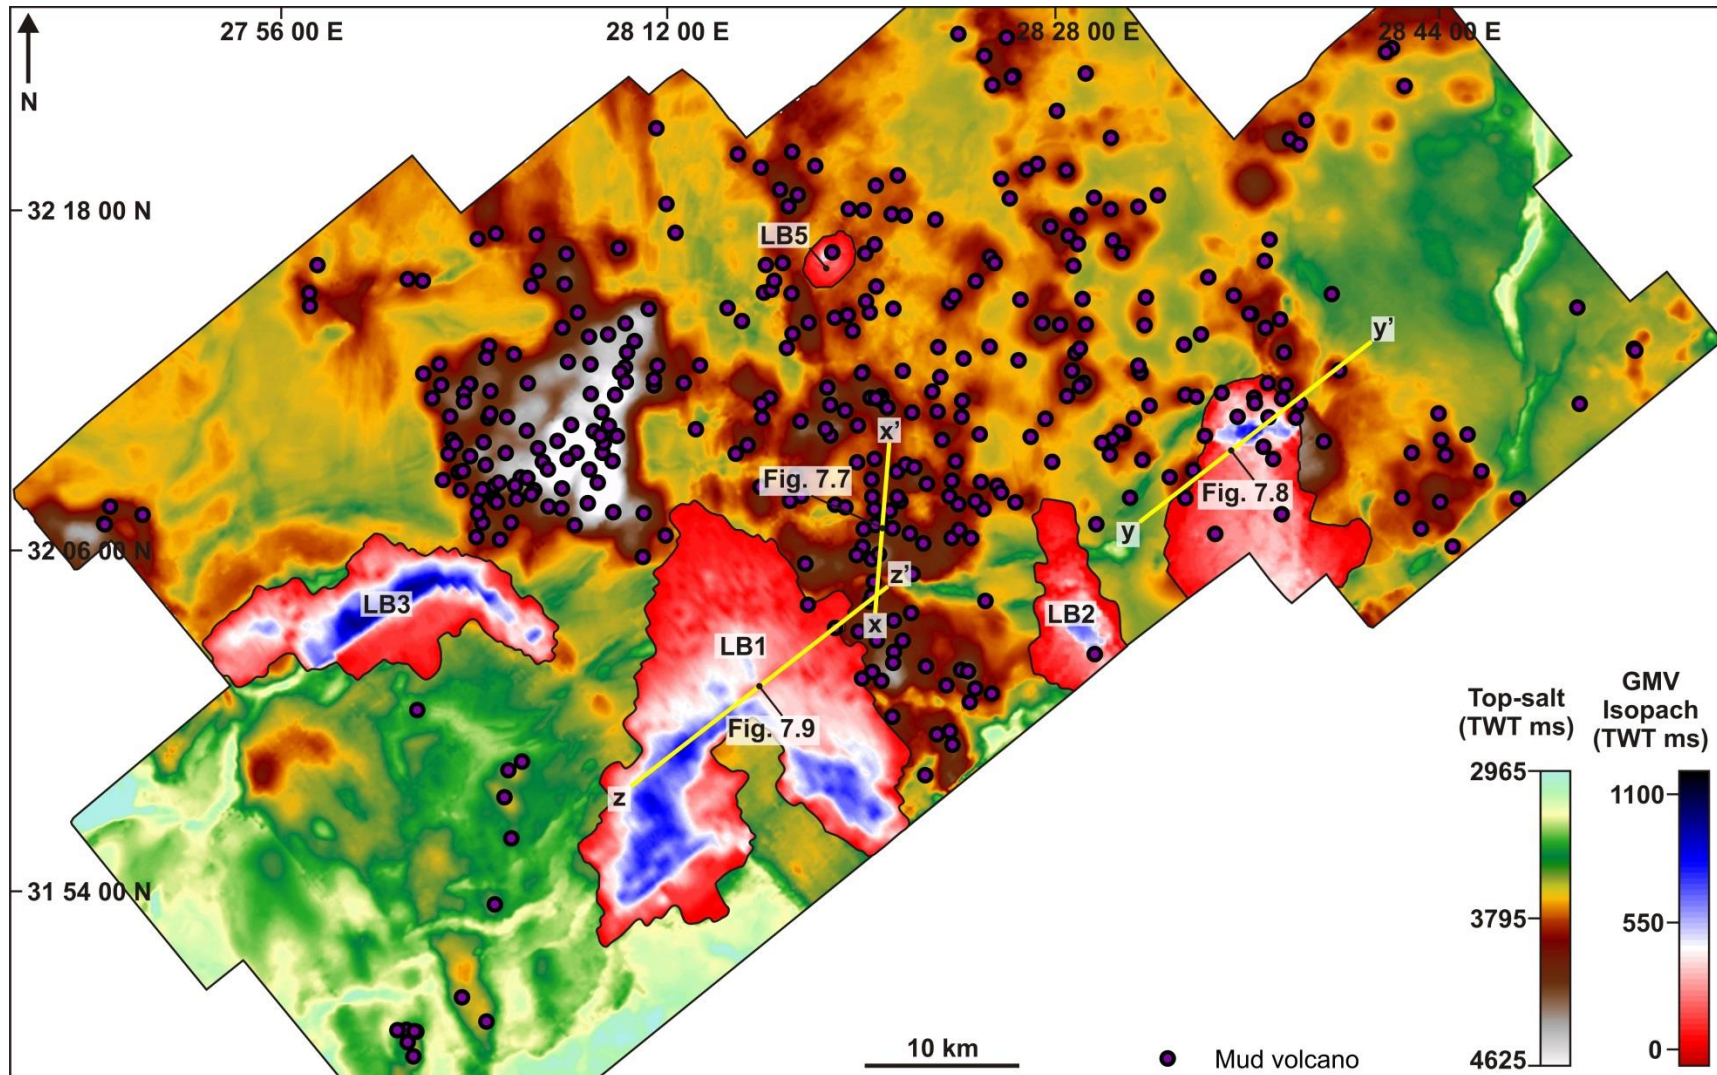 27 56 00 E
28 12 00 E
28 28 00 E
28 44 00 E
N
32 18 00 N
LB5
y’
x’
Fig. 7.7
Fig. 7.8
y
32 06 00 N
z’
LB3
x
LB2
LB1
Fig. 7.9
z
31 54 00 N
Top-salt
(TWT ms)
2965
3795
4625
GMV
Isopach
(TWT ms)
1100
550
0
10 km
Mud volcano